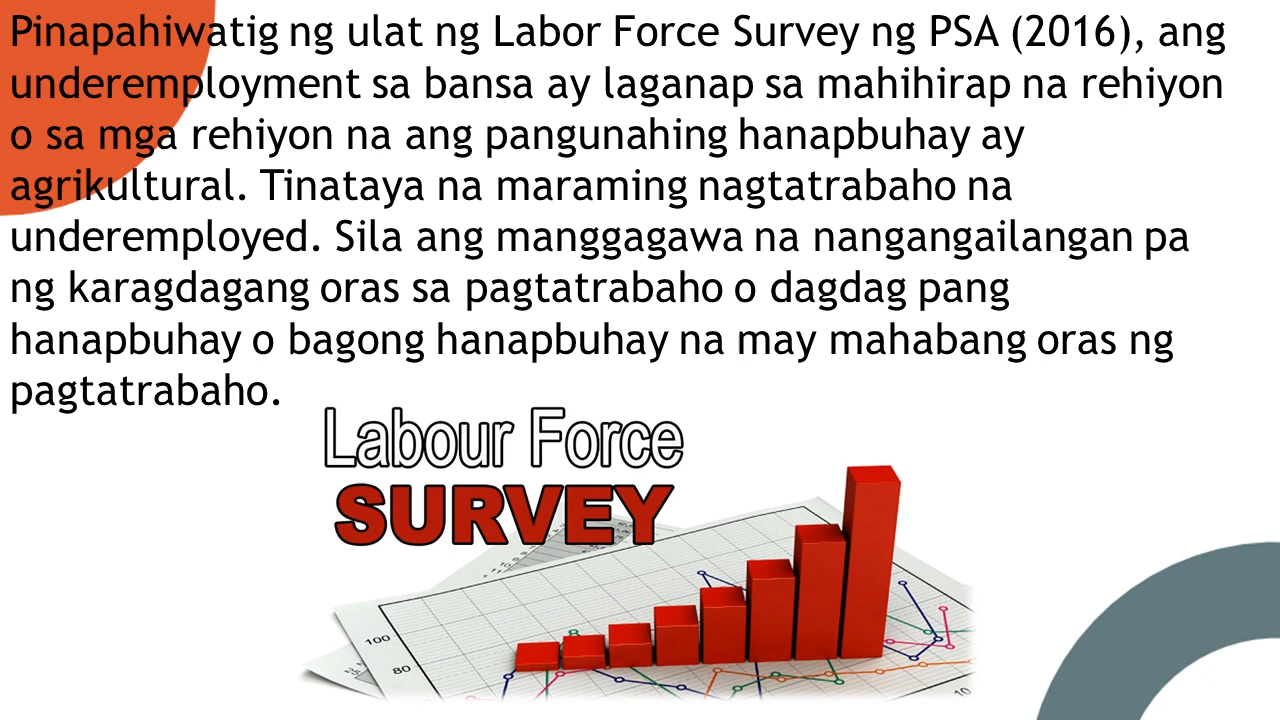 Pinapahiwatig ng ulat ng Labor Force Survey ng PSA (2016), ang
underemployment sa bansa ay laganap sa mahihirap na rehiyon
o sa mga rehiyon na ang pangunahing hanapbuhay ay
agrikultural. Tinataya na maraming nagtatrabaho na
underemployed. Sila ang manggagawa na nangangailangan pa
ng karagdagang oras sa pagtatrabaho o dagdag pang
hanapbuhay o bagong hanapbuhay na may mahabang oras ng
pagtatrabaho.
Labour Force
SURVEY
100
80
25
10